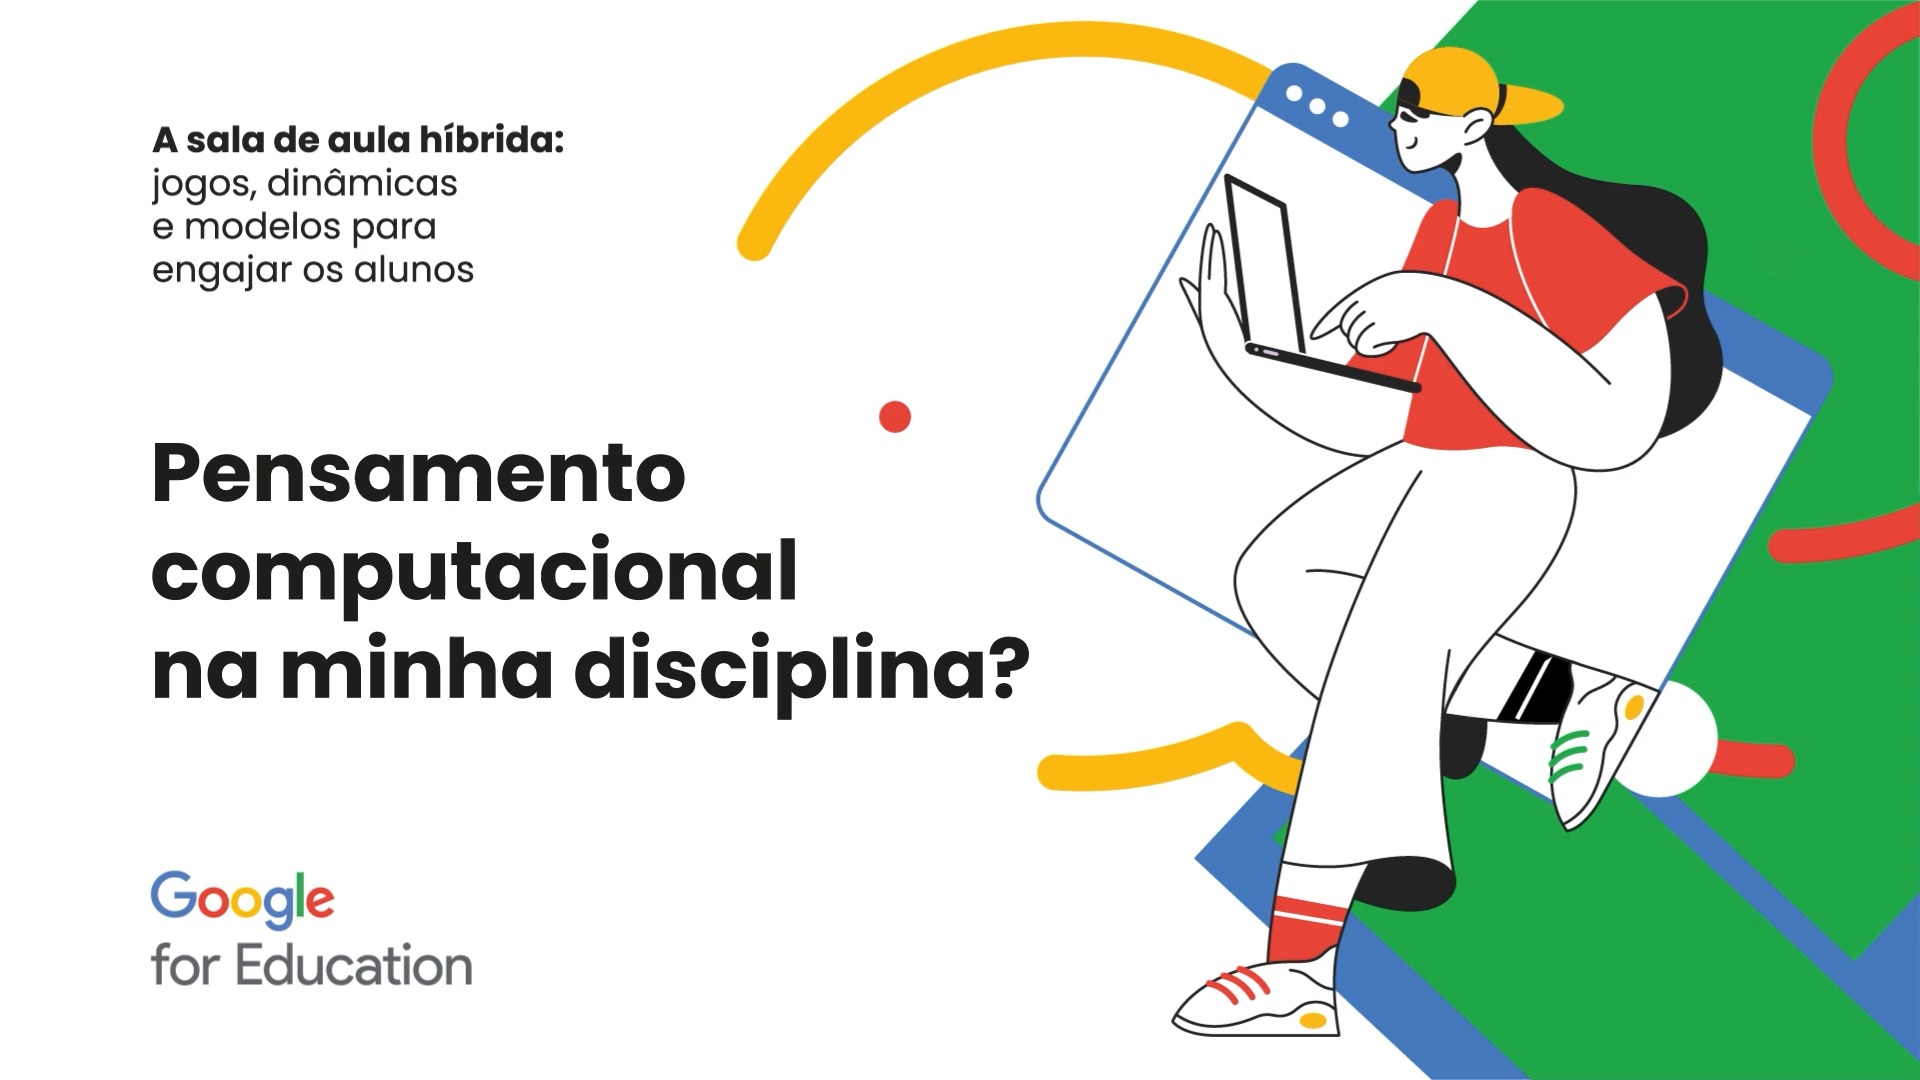 A sala de aula híbrida:
jogos, dinâmicas
e modelos para
engajar os alunos
Pensamento
computacional
na minha disciplina?
Google
for Education